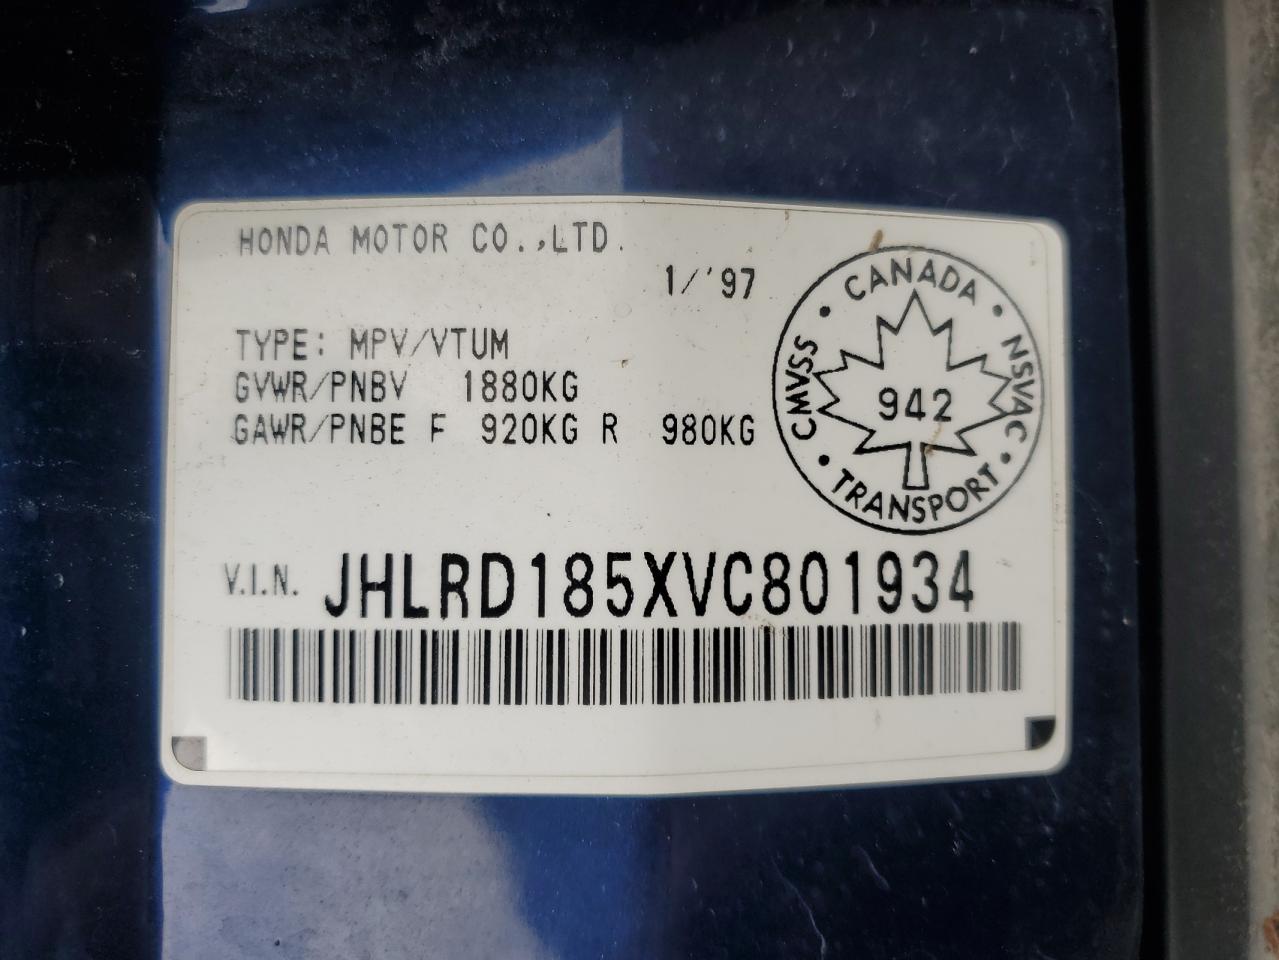 HONDA MOTOR CO.,LTD.
1/'97
TYPE: MPV/VTUM
GVWR/PNBV 1880KG
GAWR/PNBE F 920KG R 980KG
CANADA
CMVSS
NSVAC
942
TRANSPORT
V.I.N. JHLRD185XVC801934